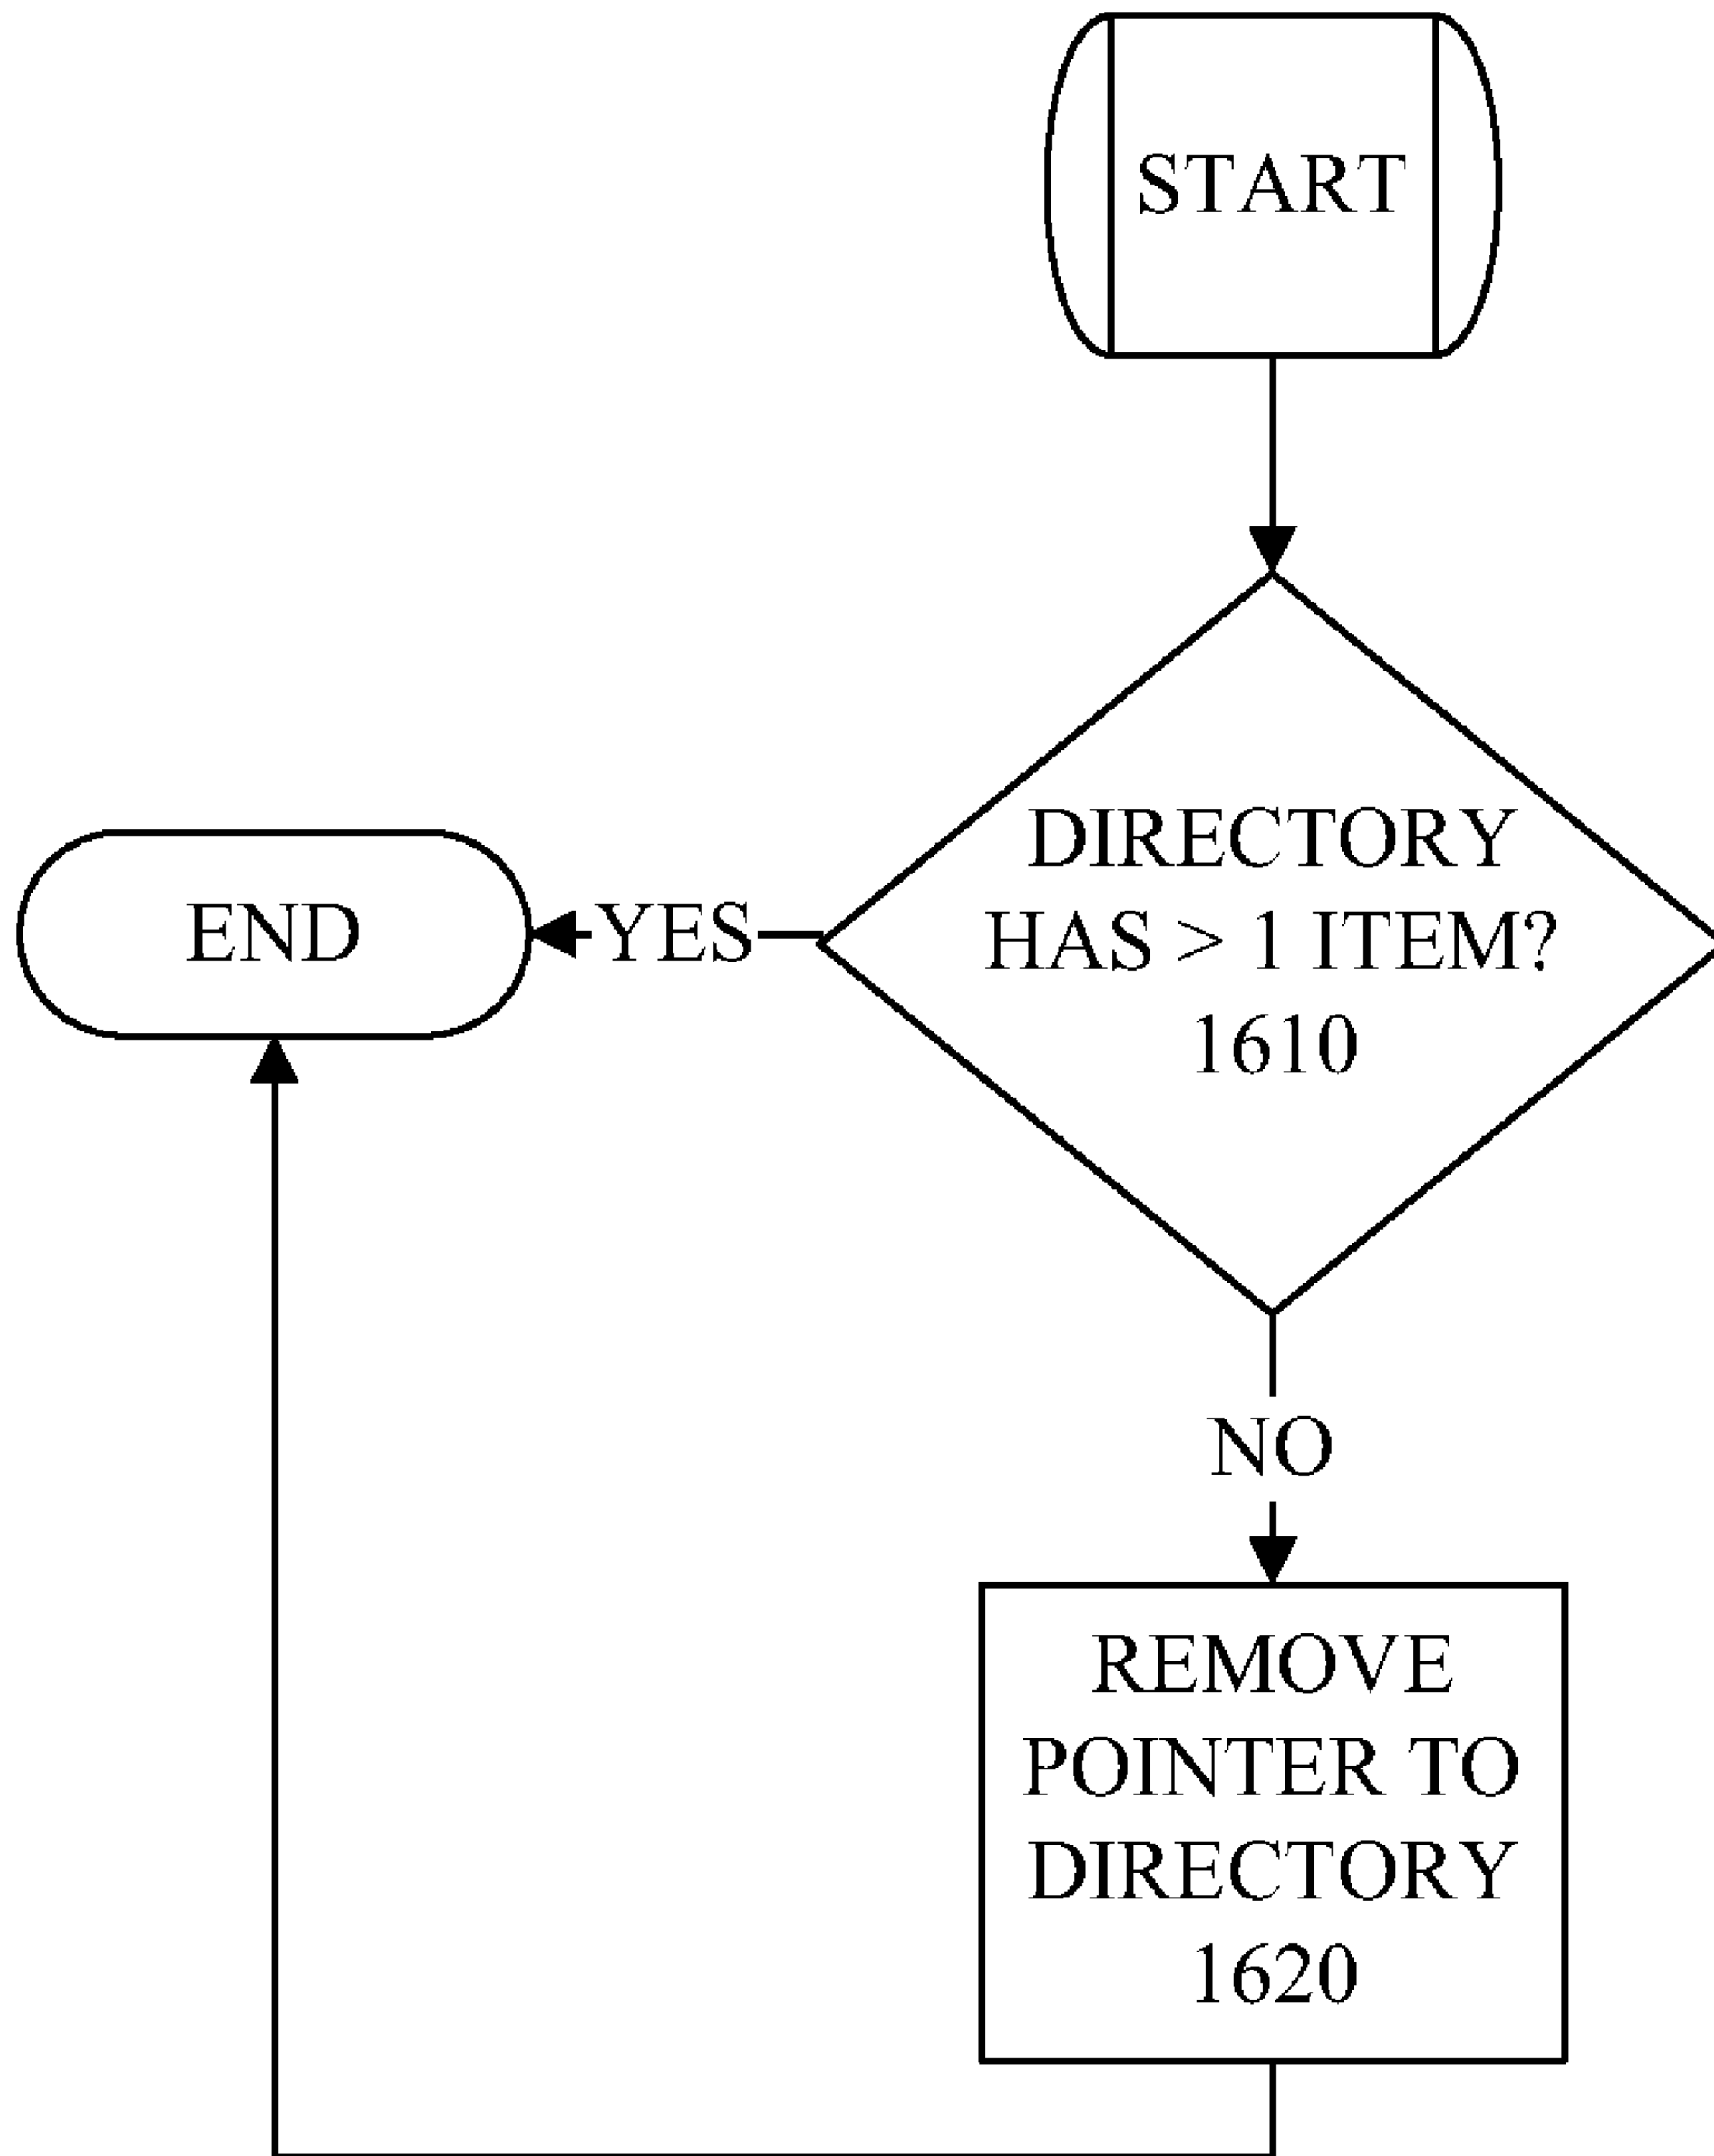 START
DIRECTORY
HAS > 1 ITEM?
1610
END
YES
NO
REMOVE
POINTER TO
DIRECTORY
1620